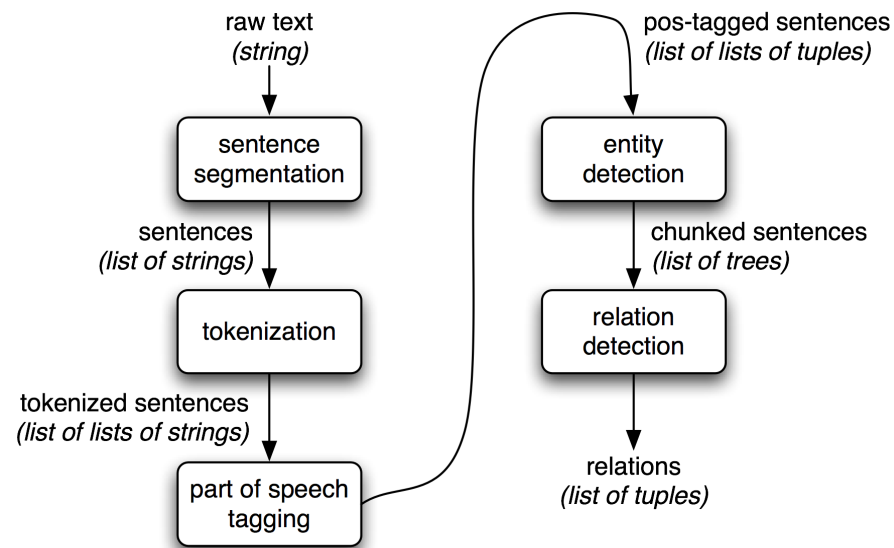 raw text
(string)
sentence
segmentation
sentences
(list of strings)
tokenization
tokenized sentences
(list of lists of strings)
part of speech
tagging
pos-tagged sentences
(list of lists of tuples)
entity
detection
chunked sentences
(list of trees)
relation
detection
relations
(list of tuples)